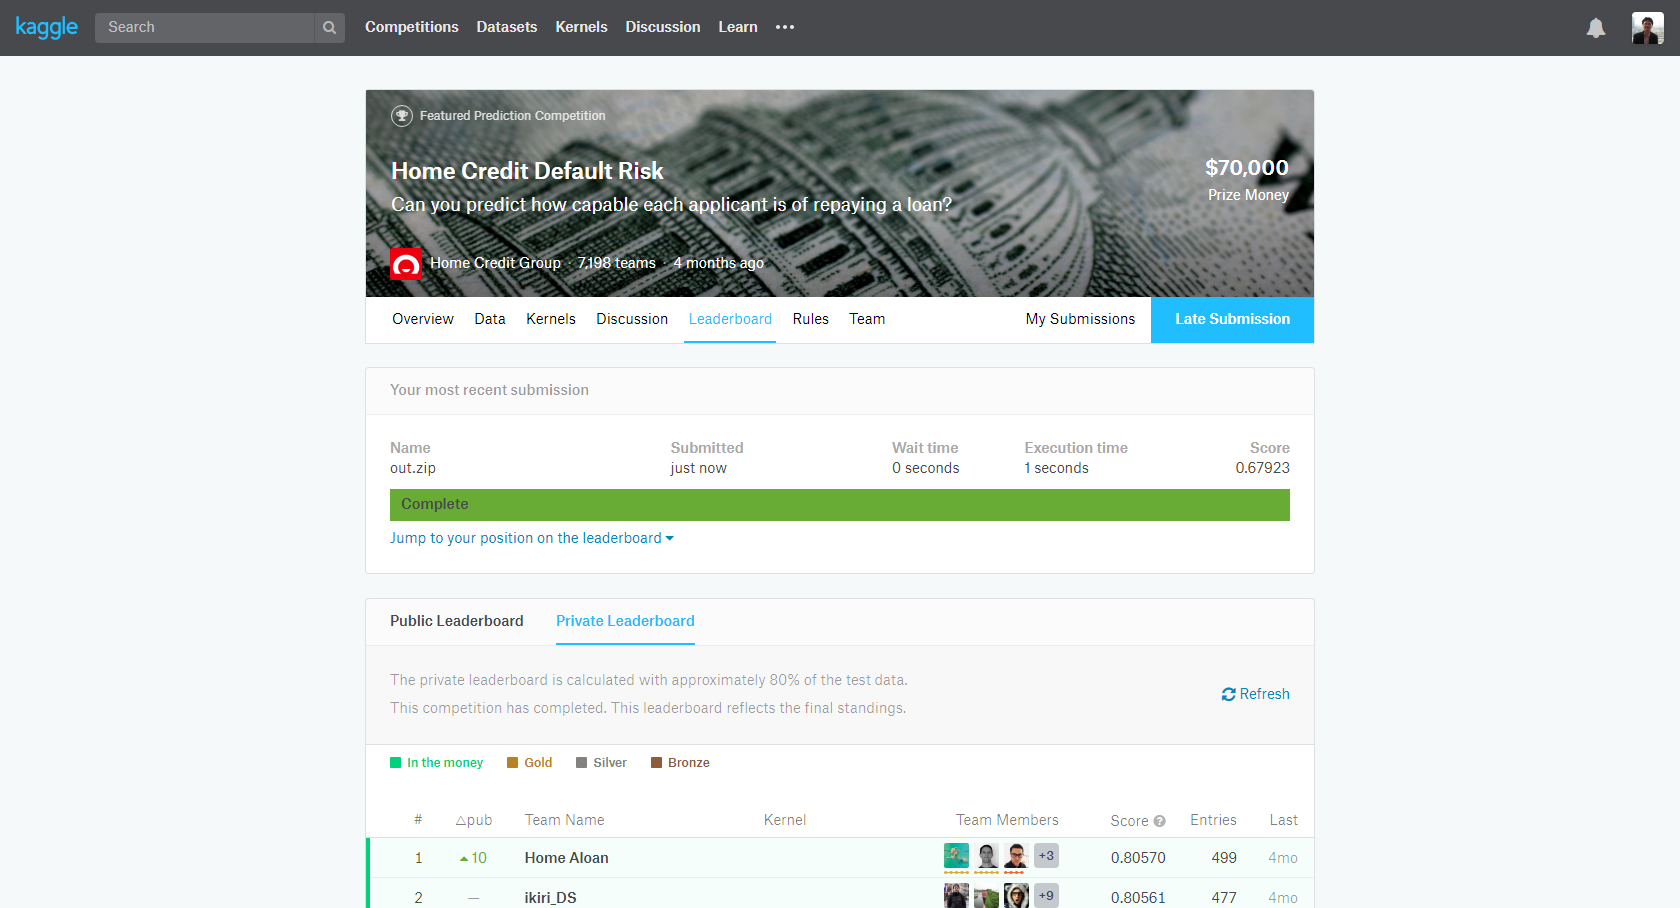 kaggle Search Competitions Datasets Kernels Discussion Learn
Featured Prediction Competition
Home Credit Default Risk
$70,000
Can you predict how capable each applicant is of repaying a loan?
Prize Money
Home Credit Group · 7,198 teams · 4 months ago
Overview Data Kernels Discussion Leaderboard Rules Team My Submissions Late Submission
Your most recent submission
Name Submitted Wait time Execution time Score
out.zip just now 0 seconds 1 seconds 0.67923
Complete
Jump to your position on the leaderboard
Public Leaderboard Private Leaderboard
The private leaderboard is calculated with approximately 80% of the test data.
This competition has completed. This leaderboard reflects the final standings.
Refresh
In the money Gold Silver Bronze
# △pub Team Name Kernel Team Members Score ? Entries Last
1 10 Home Aloan +3 0.80570 499 4mo
2 — ikiri_DS +9 0.80561 477 4mo